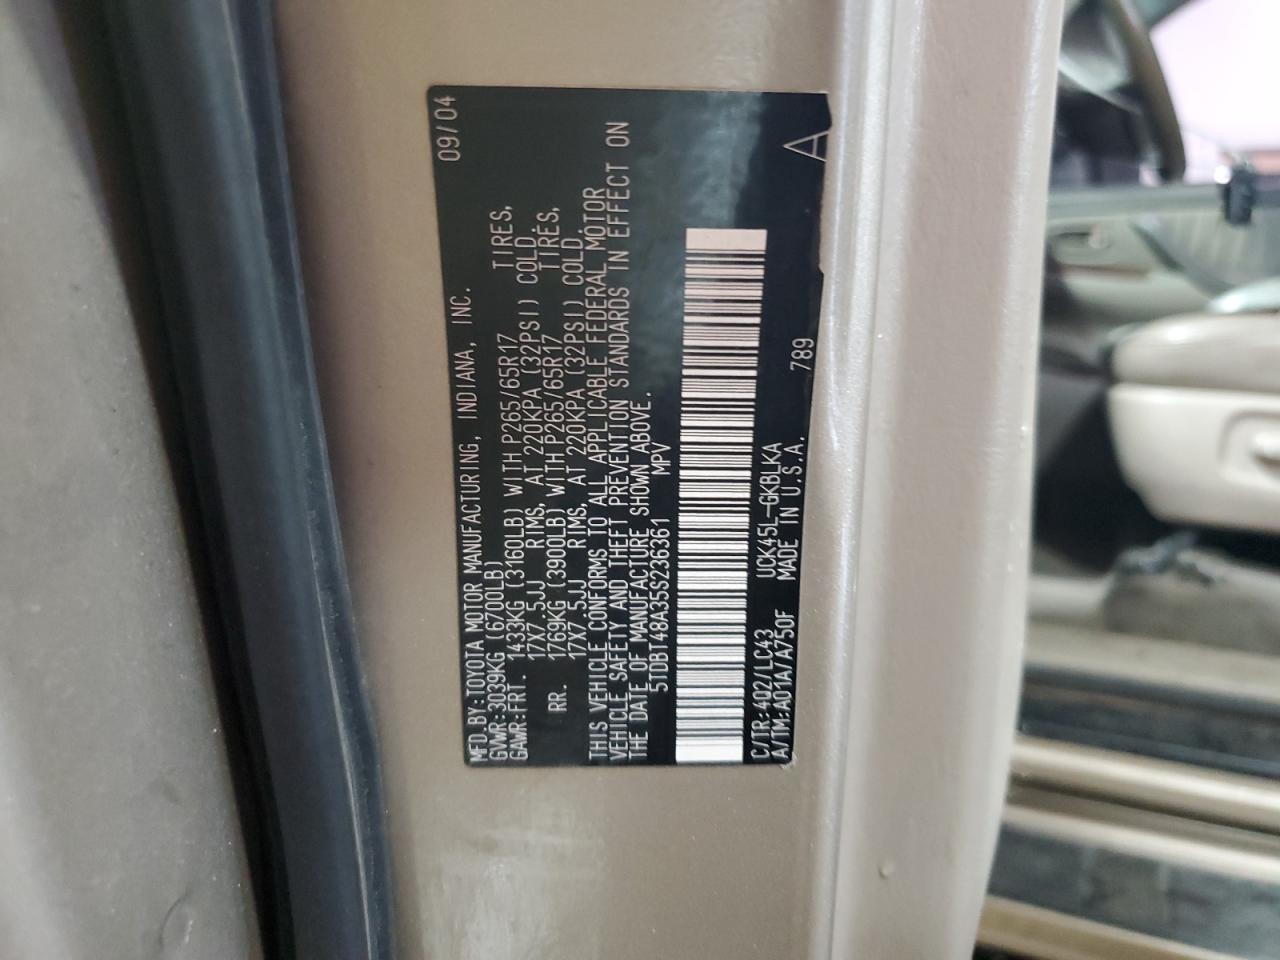 MFD.BY:TOYOTA MOTOR MANUFACTURING, INDIANA, INC. 09/04
GVWR:3039KG (6700LB)
GAWR:FRT. 1433KG (3160LB) WITH P265/65R17 TIRES,
17X7.5JJ RIMS, AT 220KPA (32PSI) COLD.
RR. 1769KG (3900LB) WITH P265/65R17 TIRES,
17X7.5JJ RIMS, AT 220KPA (32PSI) COLD.
THIS VEHICLE CONFORMS TO ALL APPLICABLE FEDERAL MOTOR
VEHICLE SAFETY AND THEFT PREVENTION STANDARDS IN EFFECT ON
THE DATE OF MANUFACTURE SHOWN ABOVE.
5TDBT48A35S236361 MPV
C/TR:4Q2/LC43 UCK45L-GKBLKA
A/TM:A01A/A750F MADE IN U.S.A. 789 A